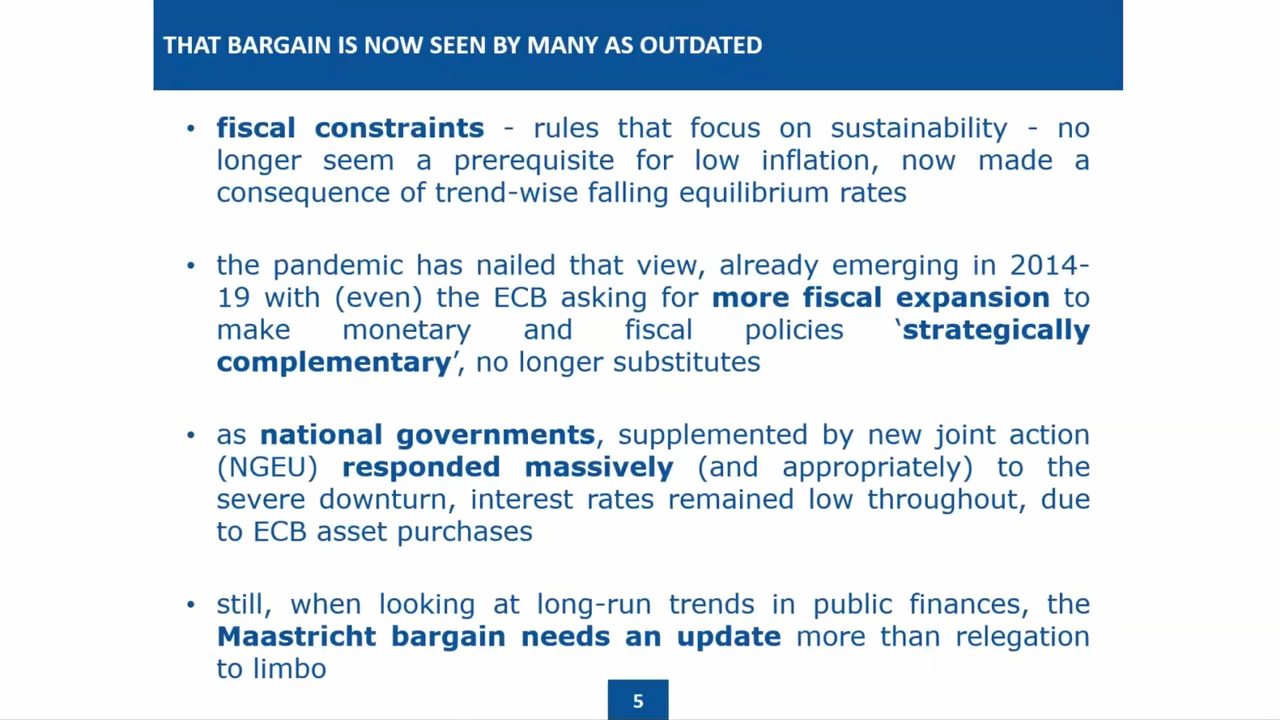 THAT BARGAIN IS NOW SEEN BY MANY AS OUTDATED
• fiscal constraints - rules that focus on sustainability - no
longer seem a prerequisite for low inflation, now made a
consequence of trend-wise falling equilibrium rates
• the pandemic has nailed that view, already emerging in 2014-
19 with (even) the ECB asking for more fiscal expansion to
make monetary and fiscal policies ‘strategically
complementary’, no longer substitutes
• as national governments, supplemented by new joint action
(NGEU) responded massively (and appropriately) to the
severe downturn, interest rates remained low throughout, due
to ECB asset purchases
• still, when looking at long-run trends in public finances, the
Maastricht bargain needs an update more than relegation
to limbo
5